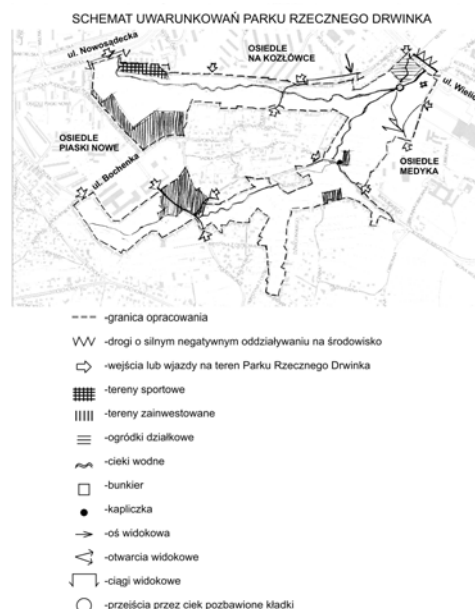 SCHEMAT UWARUNKOWAŃ PARKU RZECZNEGO DRWINKA
ul. Nowosądecka
OSIEDLE
NA KOZŁÓWCE
ul. Wielic
OSIEDLE
PIASKI NOWE
ul. Bochenka
OSIEDLE
MEDYKA
-granica opracowania
-drogi o silnym negatywnym oddziaływaniu na środowisko
-wejścia lub wjazdy na teren Parku Rzecznego Drwinka
-tereny sportowe
-tereny zainwestowane
-ogródki działkowe
-cieki wodne
-bunkier
-kapliczka
-oś widokowa
-otwarcia widokowe
-ciągi widokowe
-przejścia przez ciek pozbawione kładki